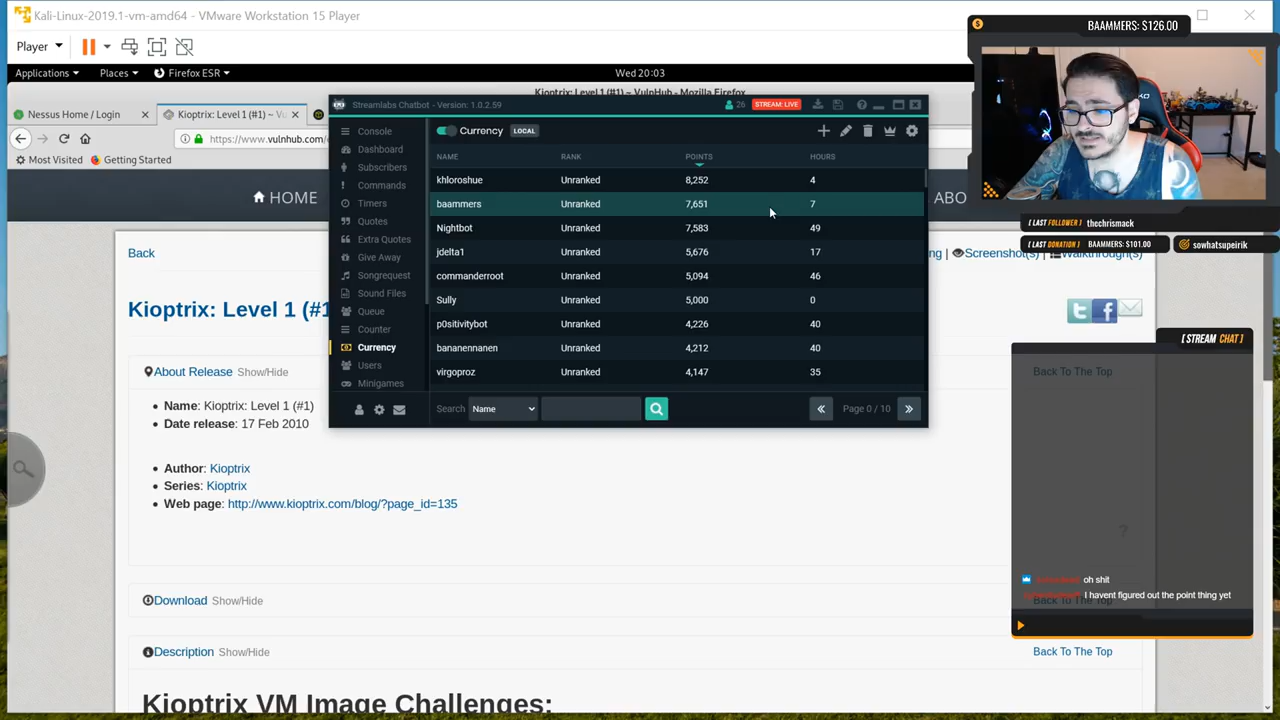 Kali-Linux-2019.1-vm-amd64 - VMware Workstation 15 Player
BAAMMERS: $126.00
Player
Applications Places Firefox ESR Wed 20:03
Kioptrix: Level 1 (#1) ~ VulnHub - Mozilla Firefox
Nessus Home / Login
Kioptrix: Level 1 (#1) ~ V
Streamlabs Chatbot - Version: 1.0.2.59
26 STREAM: LIVE
https://www.vulnhub.com/
Most Visited Getting Started
HOME
ABO
Console
Dashboard
Subscribers
Commands
Timers
Quotes
Extra Quotes
Give Away
Songrequest
Sound Files
Queue
Counter
Currency
Users
Minigames
Currency LOCAL
NAME RANK POINTS HOURS
khloroshue Unranked 8,252 4
baammers Unranked 7,651 7
Nightbot Unranked 7,583 49
jdelta1 Unranked 5,676 17
commanderroot Unranked 5,094 46
Sully Unranked 5,000 0
p0sitivitybot Unranked 4,226 40
bananennanen Unranked 4,212 40
virgoproz Unranked 4,147 35
Search Name Page 0 / 10
[ LAST FOLLOWER ] thechrismack
[ LAST DONATION ] BAAMMERS: $101.00 sowhatsupeirik
Back
ng | Screenshot(s) | Walkthrough(s)
Kioptrix: Level 1 (#1
[ STREAM CHAT ]
About Release Show/Hide
Back To The Top
Name: Kioptrix: Level 1 (#1)
Date release: 17 Feb 2010
Author: Kioptrix
Series: Kioptrix
Web page: http://www.kioptrix.com/blog/?page_id=135
oh shit
I havent figured out the point thing yet
Download Show/Hide
Back To The Top
Description Show/Hide
Back To The Top
Kioptrix VM Image Challenges: